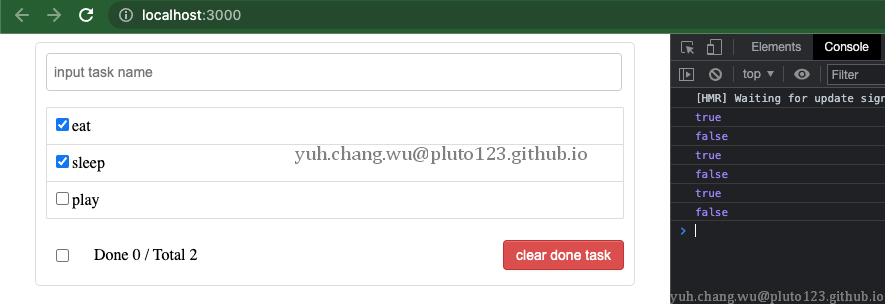 localhost:3000
Elements
Console
top
Filter
input task name
[HMR] Waiting for update sign
true
false
true
false
true
false
eat
sleep
play
yuh.chang.wu@pluto123.github.io
Done 0 / Total 2
clear done task
yuh.chang.wu@pluto123.github.io